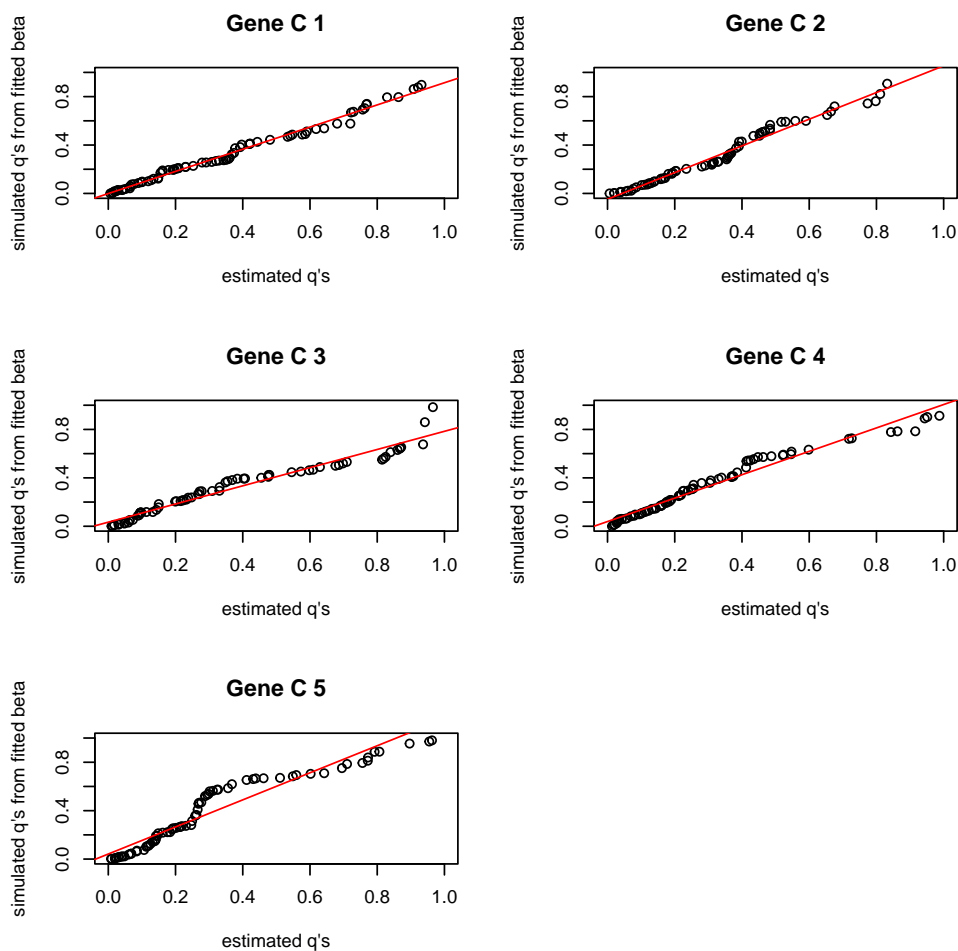 Gene C 1
simulated q's from fitted beta
0.0 0.4 0.8
0.0 0.2 0.4 0.6 0.8 1.0
estimated q's
Gene C 2
simulated q's from fitted beta
0.0 0.4 0.8
0.0 0.2 0.4 0.6 0.8 1.0
estimated q's
Gene C 3
simulated q's from fitted beta
0.0 0.4 0.8
0.0 0.2 0.4 0.6 0.8 1.0
estimated q's
Gene C 4
simulated q's from fitted beta
0.0 0.4 0.8
0.0 0.2 0.4 0.6 0.8 1.0
estimated q's
Gene C 5
simulated q's from fitted beta
0.0 0.4 0.8
0.0 0.2 0.4 0.6 0.8 1.0
estimated q's